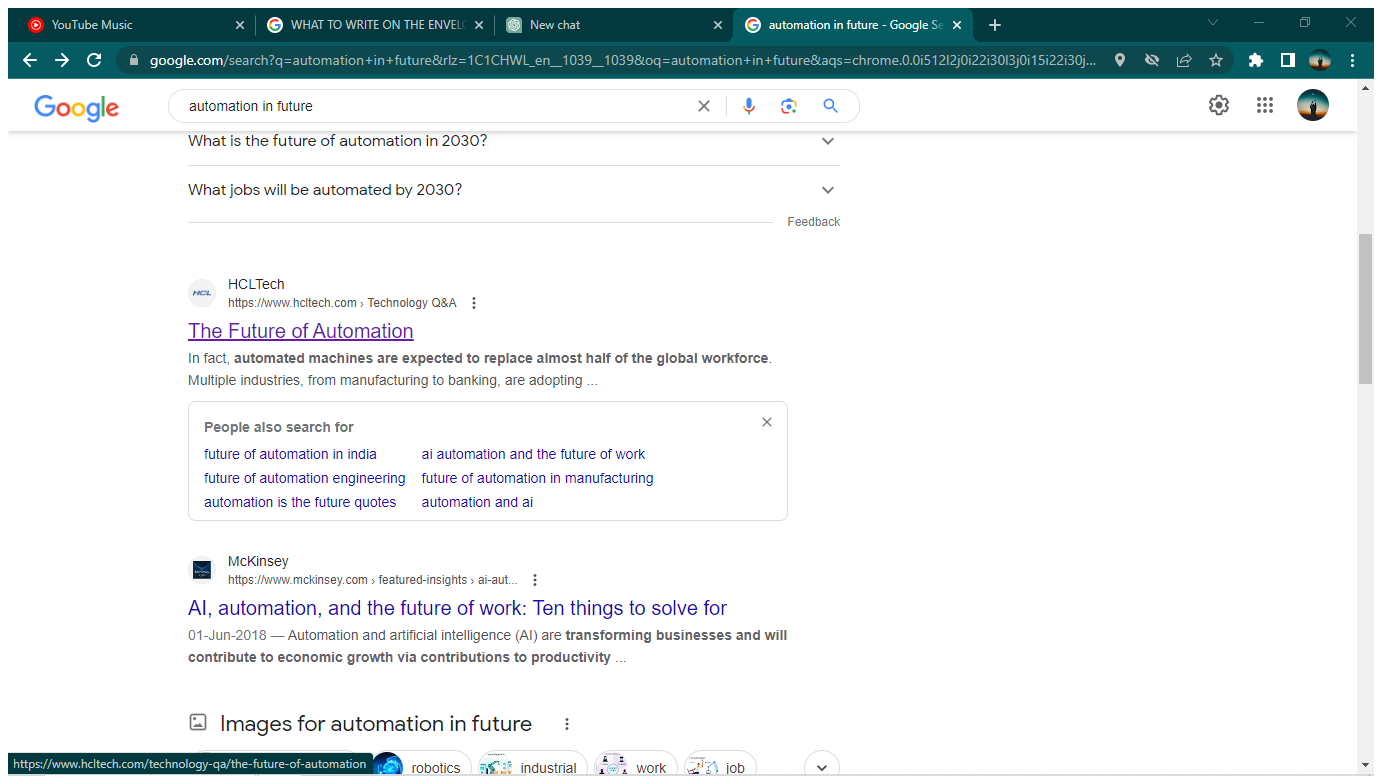 YouTube Music
WHAT TO WRITE ON THE ENVEL
New chat
automation in future - Google Se
google.com/search?q=automation+in+future&rlz=1C1CHWL_en__1039__1039&oq=automation+in+future&aqs=chrome.0.0i512l2j0i22i30l3j0i15i22i30j...
Google
automation in future
What is the future of automation in 2030?
What jobs will be automated by 2030?
Feedback
HCL
HCLTech
https://www.hcltech.com › Technology Q&A
The Future of Automation
In fact, automated machines are expected to replace almost half of the global workforce.
Multiple industries, from manufacturing to banking, are adopting ...
People also search for
future of automation in india
ai automation and the future of work
future of automation engineering
future of automation in manufacturing
automation is the future quotes
automation and ai
McKinsey
https://www.mckinsey.com › featured-insights › ai-aut...
AI, automation, and the future of work: Ten things to solve for
01-Jun-2018 — Automation and artificial intelligence (AI) are transforming businesses and will
contribute to economic growth via contributions to productivity ...
Images for automation in future
robotics
industrial
work
job
https://www.hcltech.com/technology-qa/the-future-of-automation